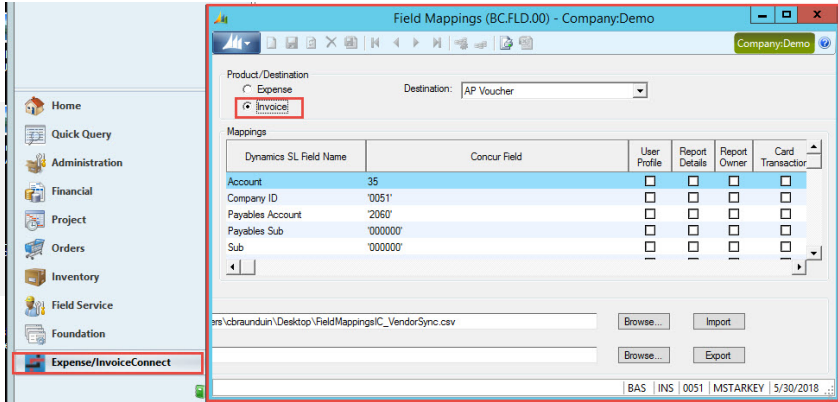 Field Mappings (BC.FLD.00) - Company:Demo
Company:Demo
Product/Destination
Expense
Destination: AP Voucher
Invoice
Mappings
Dynamics SL Field Name Concur Field User Profile Report Details Report Owner Card Transaction
Account 35
Company ID '0051'
Payables Account '2060'
Payables Sub '000000'
Sub '000000'
ers\cbraunduin\Desktop\FieldMappingsIC_VendorSync.csv Browse... Import
Browse... Export
BAS INS 0051 MSTARKEY 5/30/2018
Home
Quick Query
Administration
Financial
Project
Orders
Inventory
Field Service
Foundation
Expense/InvoiceConnect